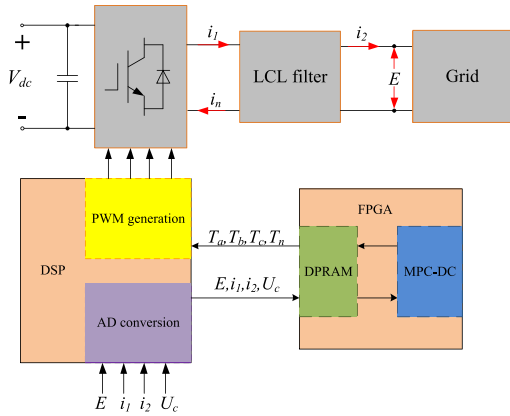 +
V_dc
-
i_1
i_n
LCL filter
i_2
E
Grid
PWM generation
DSP
AD conversion
T_a,T_b,T_c,T_n
E,i_1,i_2,U_c
FPGA
DPRAM
MPC-DC
E i_1 i_2 U_c